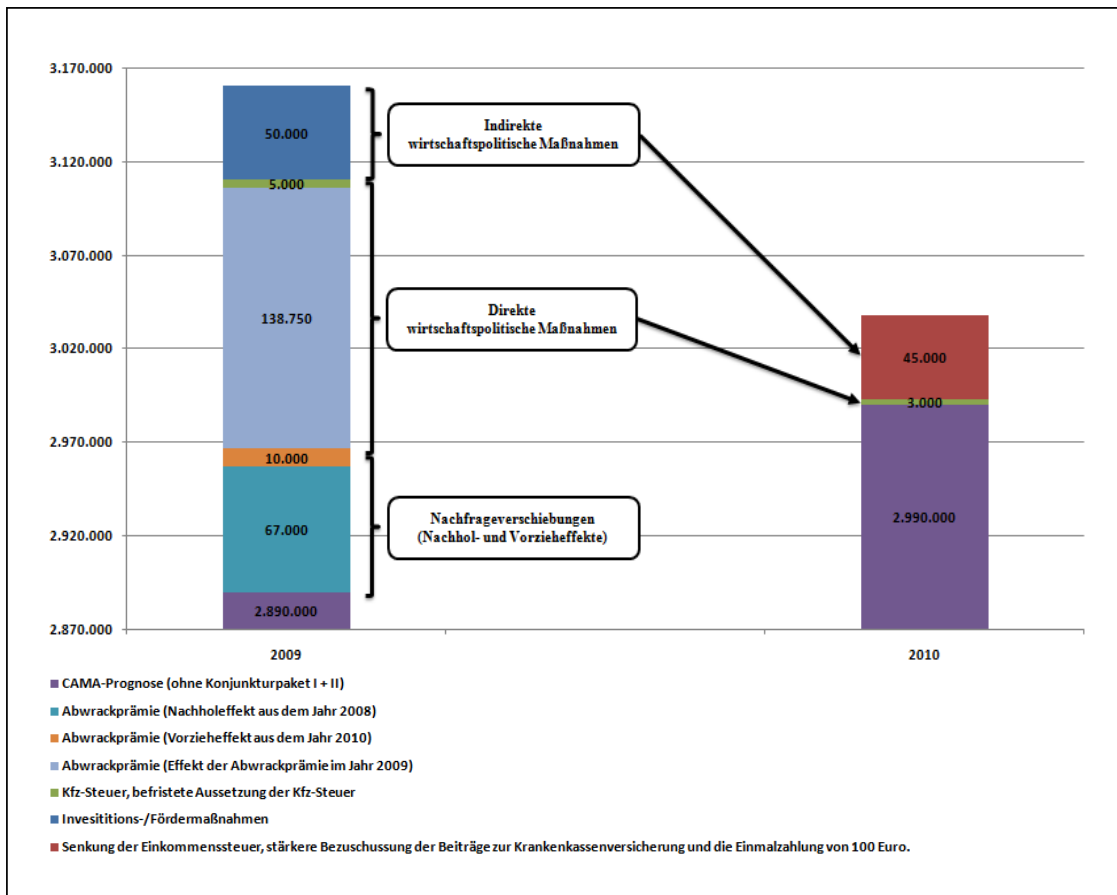 3.170.000
3.120.000
3.070.000
3.020.000
2.970.000
2.920.000
2.870.000
50.000
5.000
138.750
10.000
67.000
2.890.000
Indirekte
wirtschaftspolitische Maßnahmen
Direkte
wirtschaftspolitische Maßnahmen
Nachfrageverschiebungen
(Nachhol- und Vorzieheffekte)
45.000
3.000
2.990.000
2009
2010
CAMA-Prognose (ohne Konjunkturpaket I + II)
Abwrackprämie (Nachholeffekt aus dem Jahr 2008)
Abwrackprämie (Vorzieheffekt aus dem Jahr 2010)
Abwrackprämie (Effekt der Abwrackprämie im Jahr 2009)
Kfz-Steuer, befristete Aussetzung der Kfz-Steuer
Invesititions-/Fördermaßnahmen
Senkung der Einkommenssteuer, stärkere Bezuschussung der Beiträge zur Krankenkassenversicherung und die Einmalzahlung von 100 Euro.